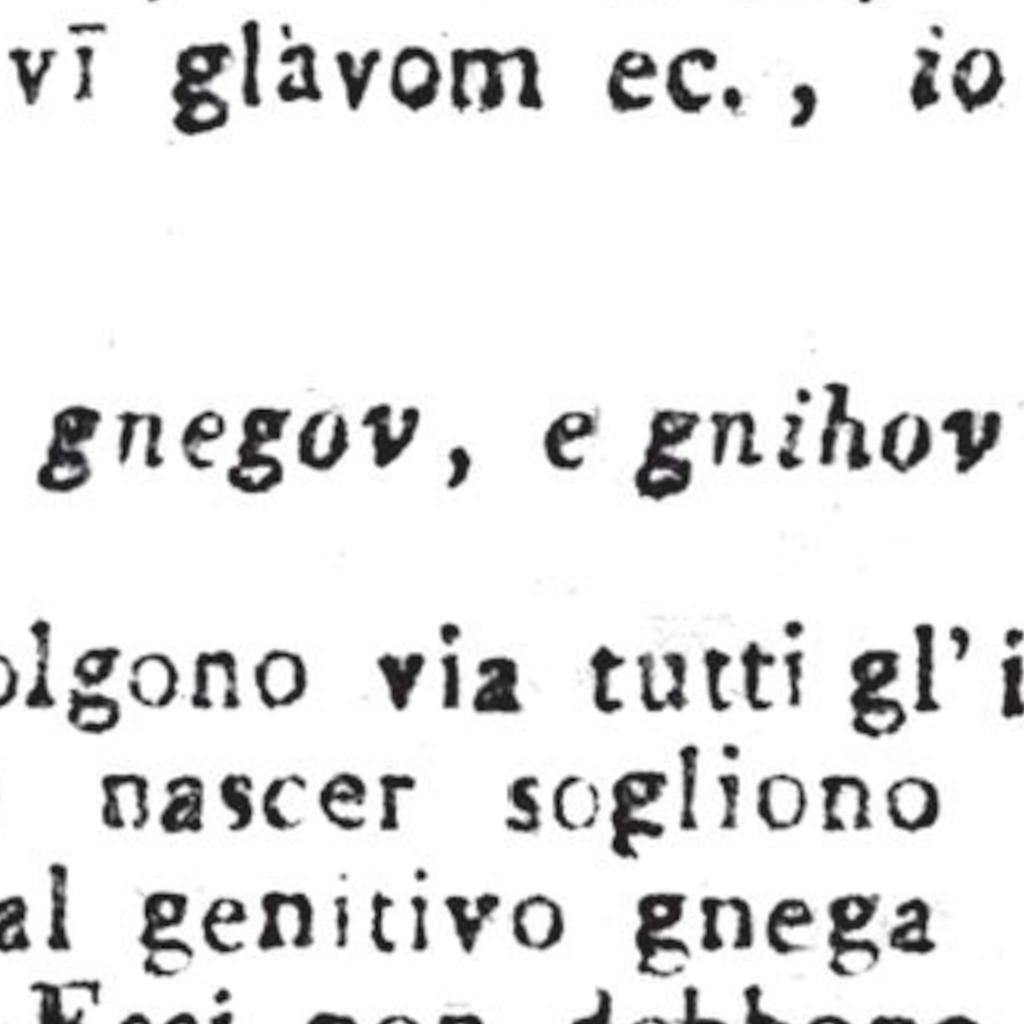 vī glàvom ec., io
gnegov, e gnihov
olgono via tutti gl' i
nascer sogliono
al genitivo gnega